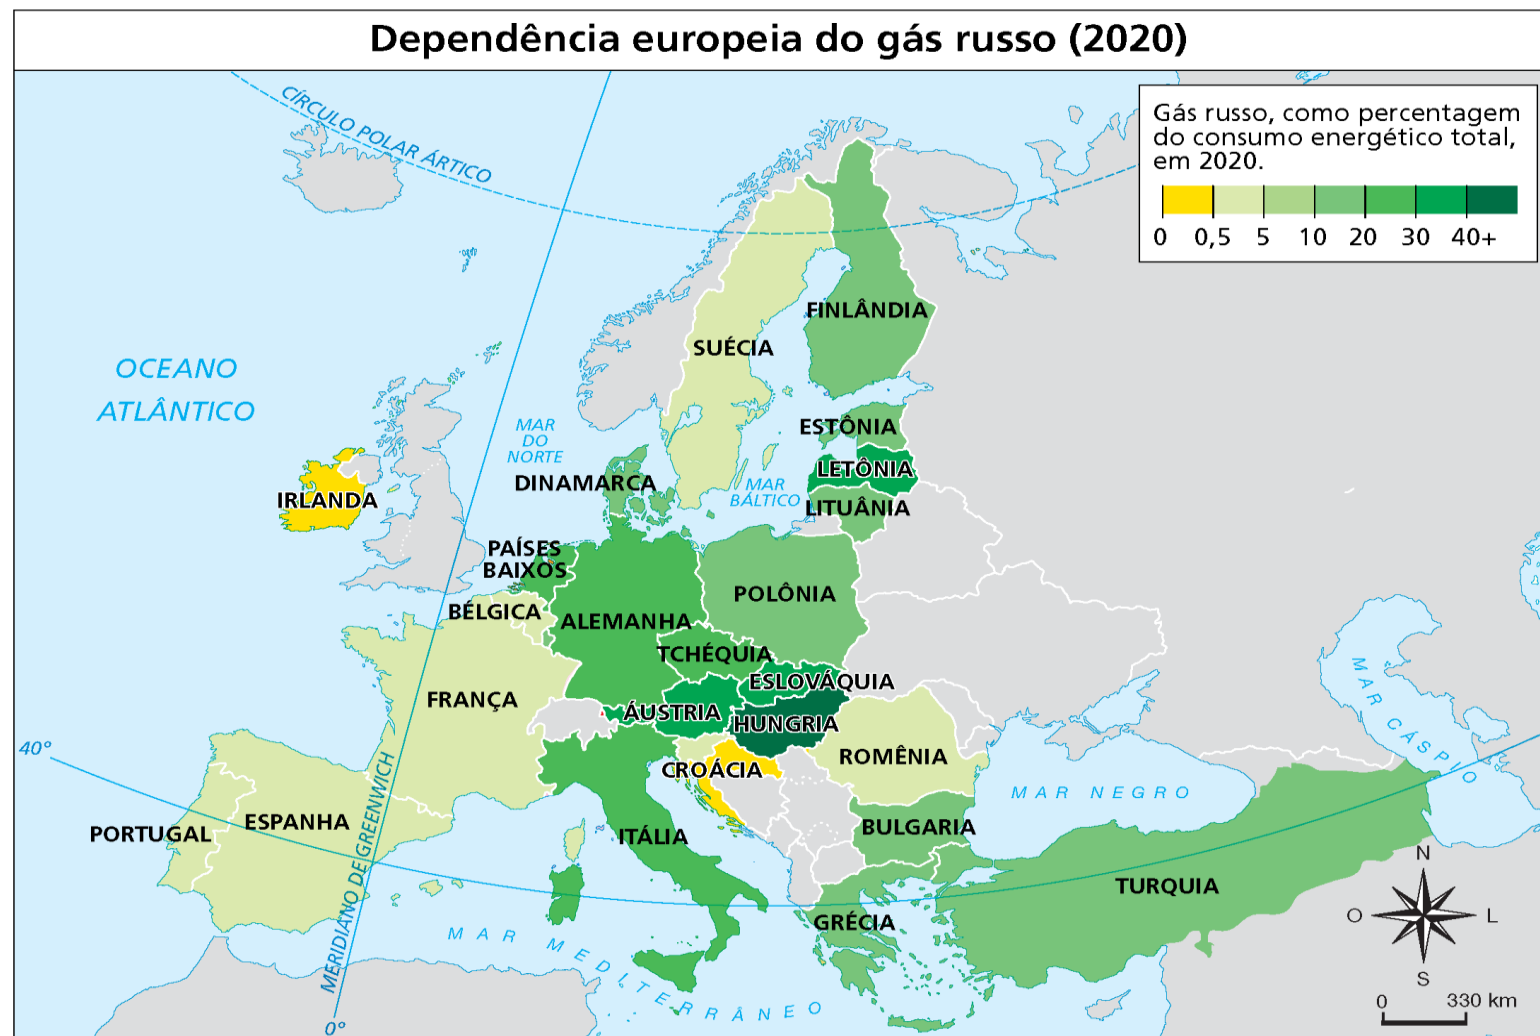 Dependência europeia do gás russo (2020)
Gás russo, como percentagem
do consumo energético total,
em 2020.
0 0,5 5 10 20 30 40+
CÍRCULO POLAR ÁRTICO
OCEANO
ATLÂNTICO
FINLÂNDIA
SUÉCIA
MAR
DO
NORTE
ESTÔNIA
LETÔNIA
DINAMARCA
MAR
BÁLTICO
LITUÂNIA
IRLANDA
PAÍSES
BAIXOS
POLÔNIA
BÉLGICA
ALEMANHA
TCHÉQUIA
ESLOVÁQUIA
FRANÇA
ÁUSTRIA
HUNGRIA
MAR CÁSPIO
40°
ROMÊNIA
CROÁCIA
MAR NEGRO
PORTUGAL
ESPANHA
MERIDIANO DE GREENWICH
ITÁLIA
BULGARIA
TURQUIA
GRÉCIA
MAR MEDITERRÂNEO
N
O L
S
0 330 km
0°